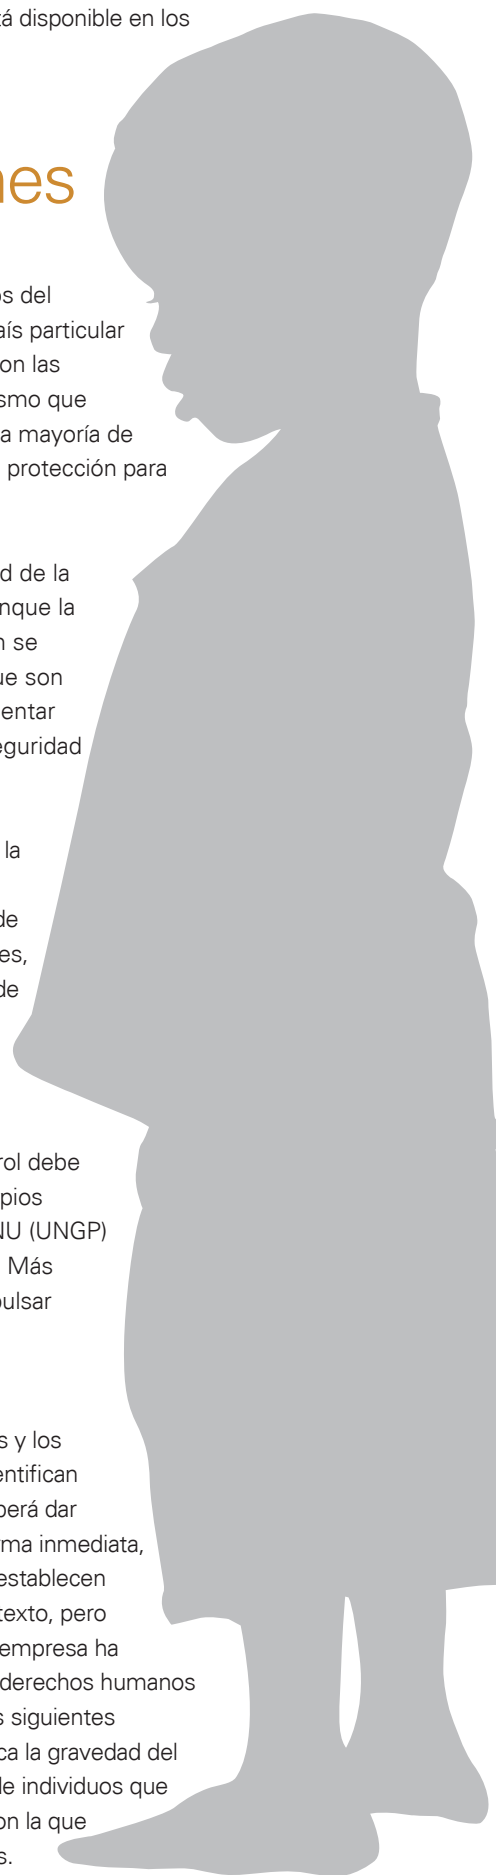 á disponible en los
nes
os del
aís particular
on las
smo que
a mayoría de
protección para
d de la
nque la
n se
ue son
entar
eguridad
la
de
es,
de
rol debe
pios
NU (UNGP)
Más
pulsar
s y los
entifican
berá dar
rma inmediata,
establecen
texto, pero
empresa ha
derechos humanos
s siguientes
ca la gravedad del
de individuos que
on la que
s.